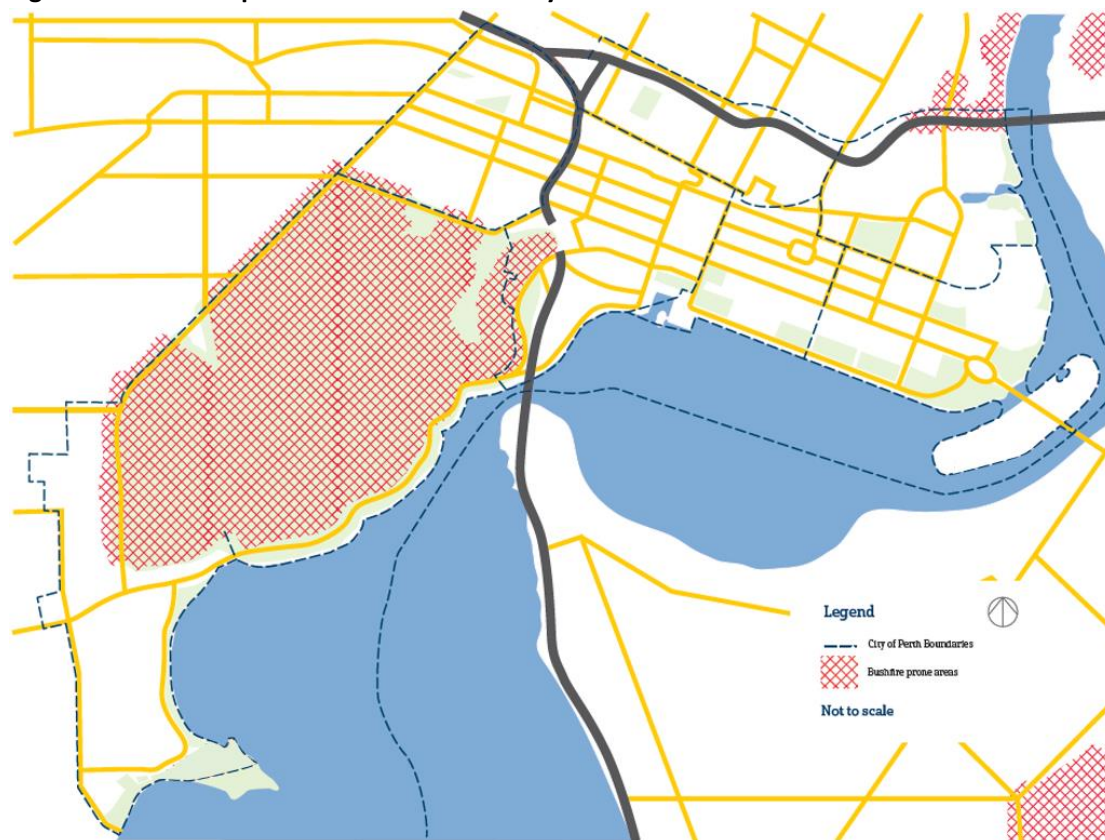 Legend
City of Perth Boundaries
Bushfire prone areas
Not to scale